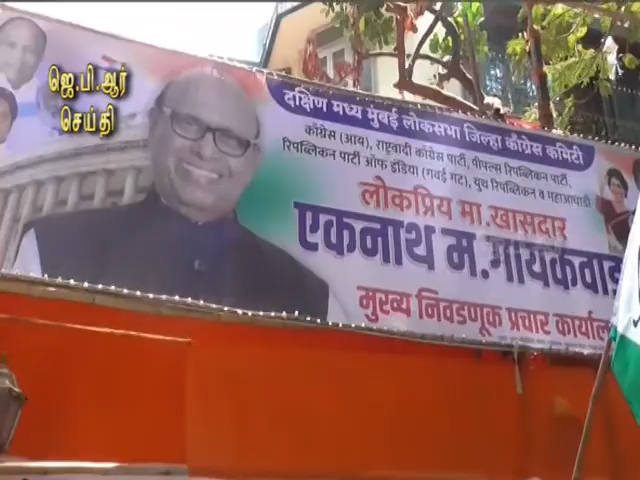 ஜெ.பி.ஆர்
செய்தி
दक्षिण मध्य मुंबई लोकसभा जिल्हा काँग्रेस कमिटी
काँग्रेस (आय), राष्ट्रवादी काँग्रेस पार्टी, पीपल्स रिपब्लिकन पार्टी,
रिपब्लिकन पार्टी ऑफ इंडिया (गवई गट), युथ रिपब्लिकन व महाआघाडी
लोकप्रिय मा. खासदार
एकनाथ म. गायकवाड
मुख्य निवडणूक प्रचार कार्याल